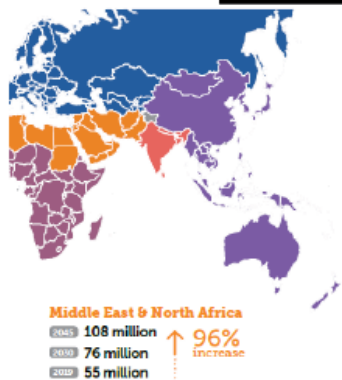 Middle East & North Africa
2045 108 million
96%
increase
2030 76 million
2019 55 million